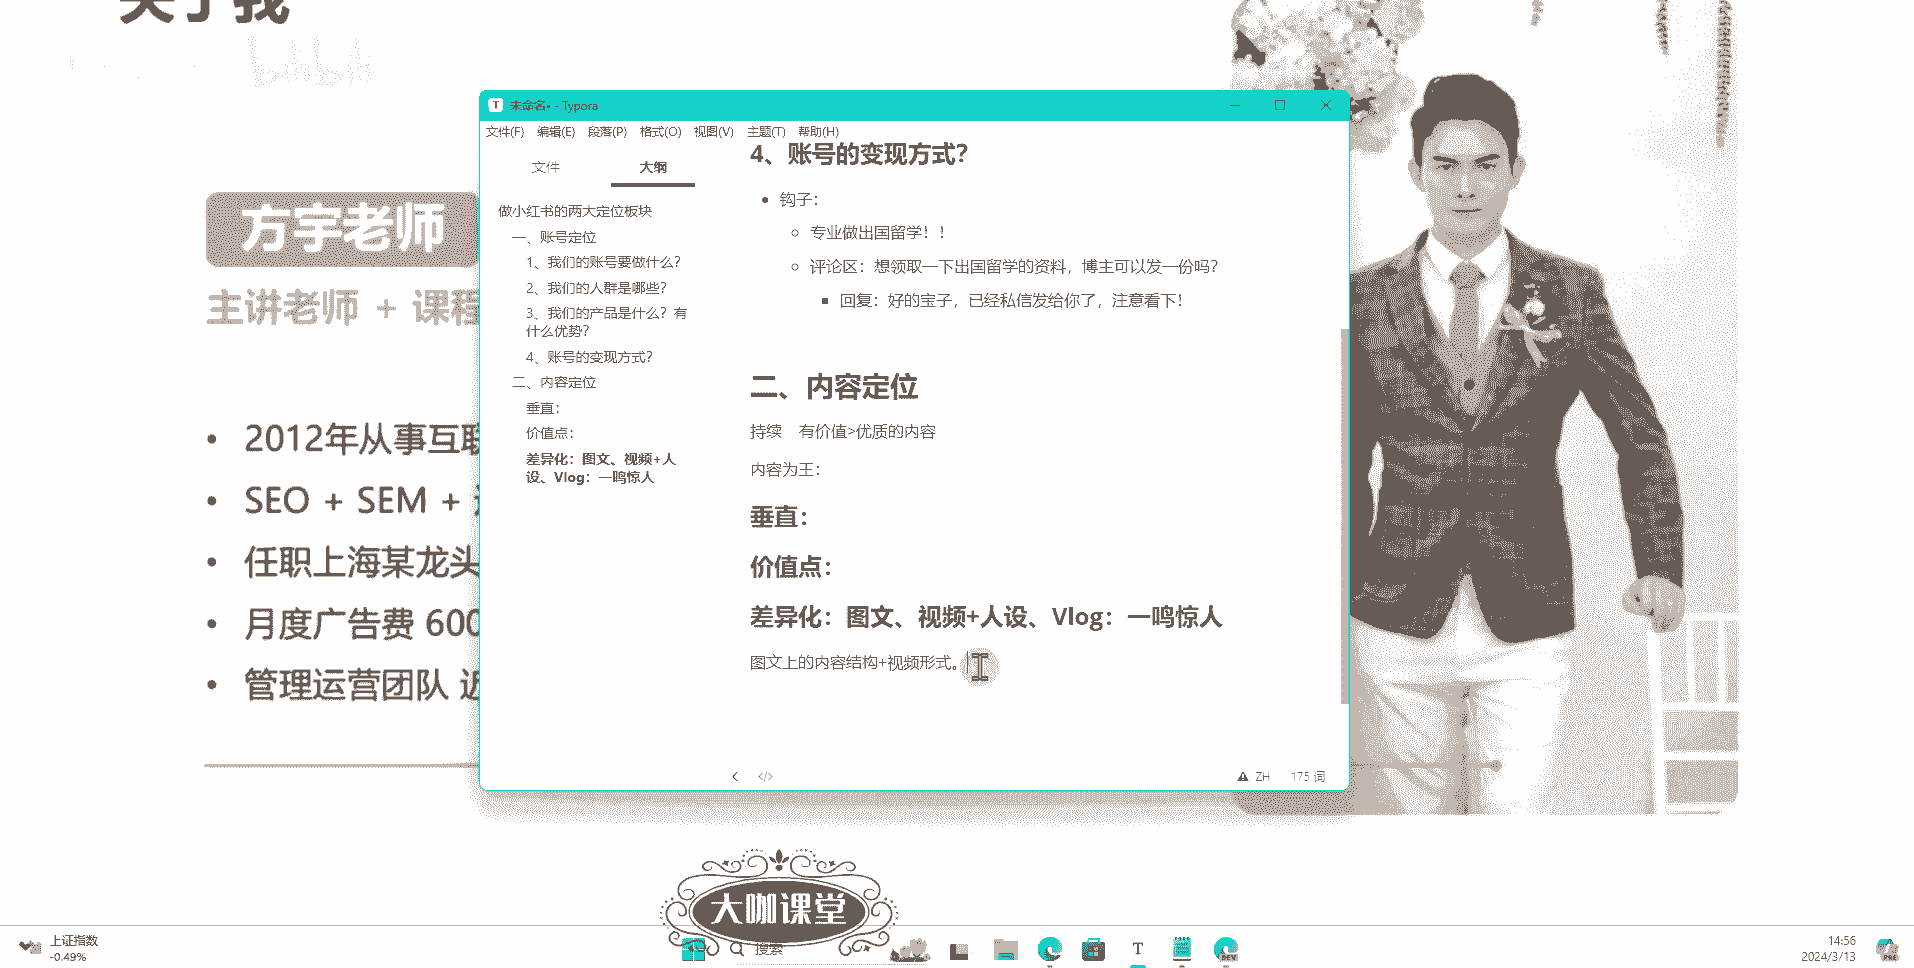 关于我
bilibili
方宇老师
主讲老师 + 课程
• 2012年从事互联
• SEO + SEM +
• 任职上海某龙头
• 月度广告费 600
• 管理运营团队 近
未命名• - Typora
文件(F) 编辑(E) 段落(P) 格式(O) 视图(V) 主题(T) 帮助(H)
文件 大纲
做小红书的两大定位板块
一、账号定位
1、我们的账号要做什么?
2、我们的人群是哪些?
3、我们的产品是什么? 有
什么优势?
4、账号的变现方式?
二、内容定位
垂直:
价值点:
差异化: 图文、视频+人
设、Vlog: 一鸣惊人
4、账号的变现方式?
• 钩子:
○ 专业做出国留学! !
○ 评论区: 想领取一下出国留学的资料, 博主可以发一份吗?
▪ 回复: 好的宝子, 已经私信发给你了, 注意看下!
二、内容定位
持续 有价值>优质的内容
内容为王:
垂直:
价值点:
差异化: 图文、视频+人设、Vlog: 一鸣惊人
图文上的内容结构+视频形式。
</> ZH 175 词
大咖课堂
上证指数
-0.49%
搜索
T
DEV
14:56
2024/3/13
PRE